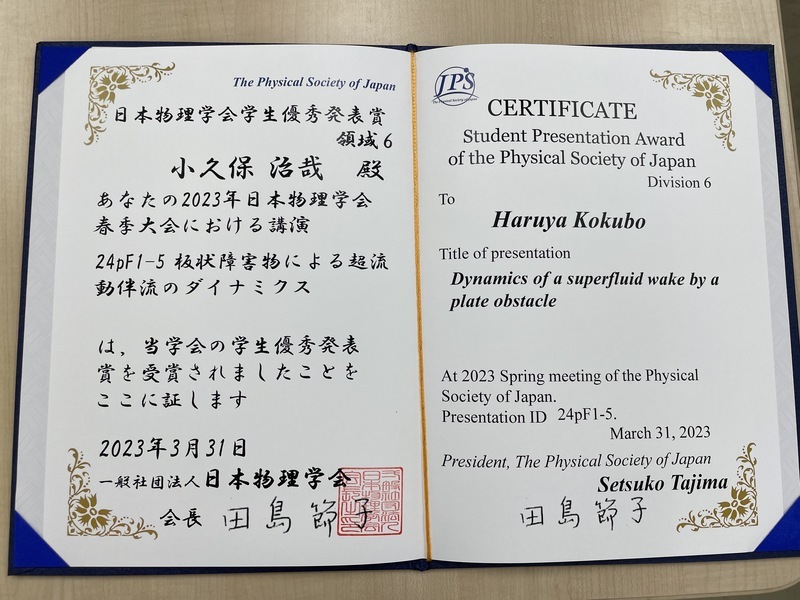 The Physical Society of Japan
日本物理学会学生優秀発表賞
領域6
小久保 治哉 殿
あなたの2023年日本物理学会
春季大会における講演
24pF1-5 板状障害物による超流
動伴流のダイナミクス
は、当学会の学生優秀発表
賞を受賞されましたことを
ここに証します
2023年3月31日
一般社団法人日本物理学会
会長 田島 節子
JPS
The Physical Society of Japan
CERTIFICATE
Student Presentation Award
of the Physical Society of Japan
Division 6
To
Haruya Kokubo
Title of presentation
Dynamics of a superfluid wake by a
plate obstacle
At 2023 Spring meeting of the Physical
Society of Japan.
Presentation ID 24pF1-5.
March 31, 2023
President, The Physical Society of Japan
Setsuko Tajima
田島 節子